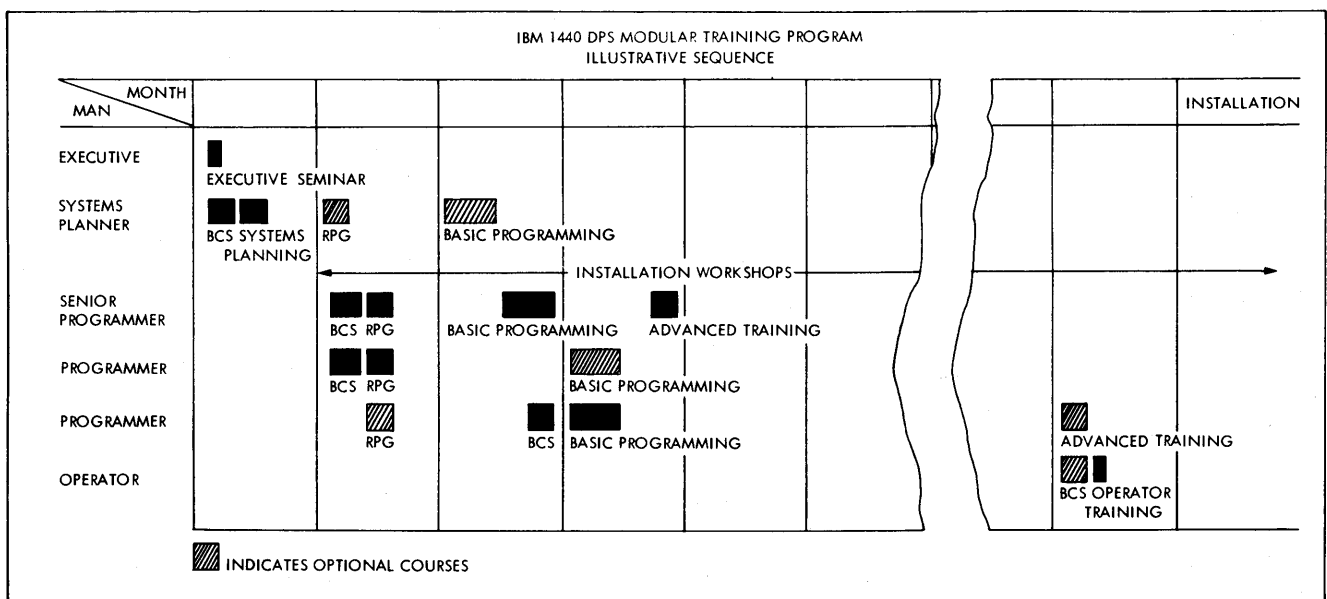 IBM 1440 DPS MODULAR TRAINING PROGRAM
ILLUSTRATIVE SEQUENCE
MONTH
MAN
INSTALLATION
EXECUTIVE
EXECUTIVE SEMINAR
SYSTEMS
PLANNER
BCS SYSTEMS
PLANNING
RPG
BASIC PROGRAMMING
INSTALLATION WORKSHOPS
SENIOR
PROGRAMMER
BCS RPG
BASIC PROGRAMMING
ADVANCED TRAINING
PROGRAMMER
BCS RPG
BASIC PROGRAMMING
PROGRAMMER
RPG
BCS
BASIC PROGRAMMING
ADVANCED TRAINING
OPERATOR
BCS OPERATOR
TRAINING
INDICATES OPTIONAL COURSES